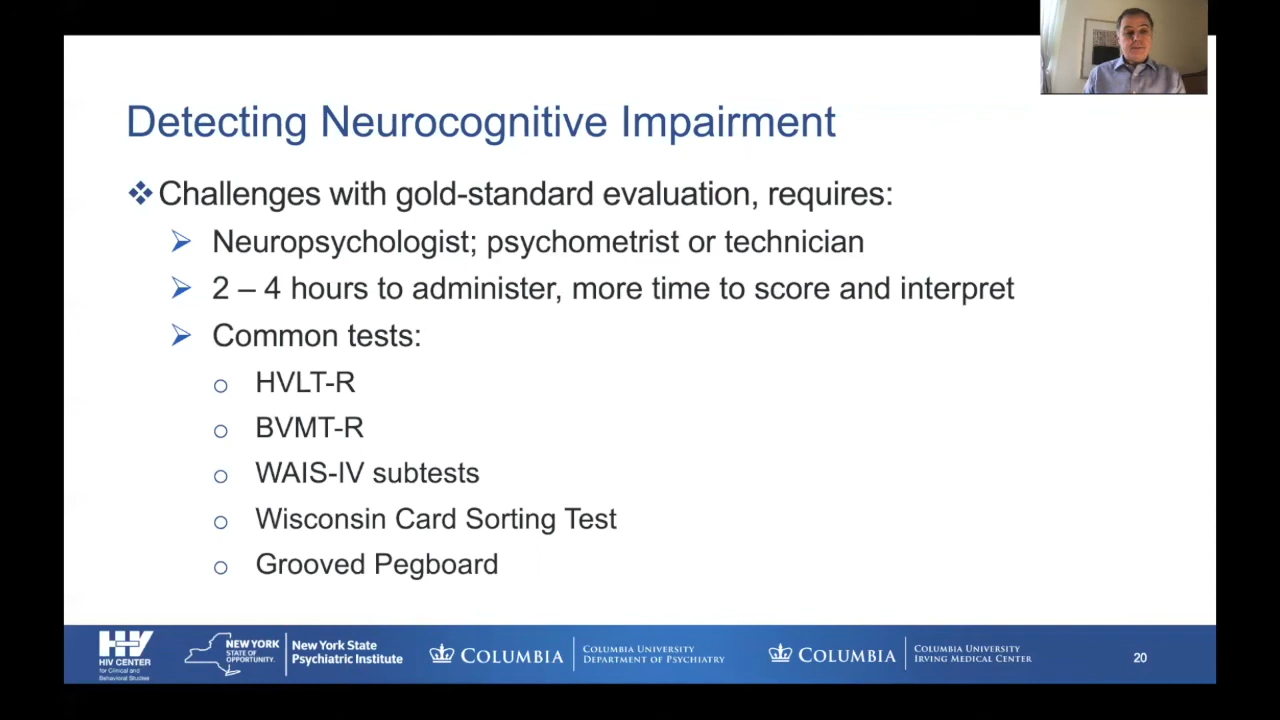 Detecting Neurocognitive Impairment
❖ Challenges with gold-standard evaluation, requires:
➢ Neuropsychologist; psychometrist or technician
➢ 2 – 4 hours to administer, more time to score and interpret
➢ Common tests:
o HVLT-R
o BVMT-R
o WAIS-IV subtests
o Wisconsin Card Sorting Test
o Grooved Pegboard
HIV CENTER
for Clinical and
Behavioral Studies
NEW YORK
STATE OF
OPPORTUNITY.
New York State
Psychiatric Institute
COLUMBIA
COLUMBIA UNIVERSITY
DEPARTMENT OF PSYCHIATRY
COLUMBIA
COLUMBIA UNIVERSITY
IRVING MEDICAL CENTER
20